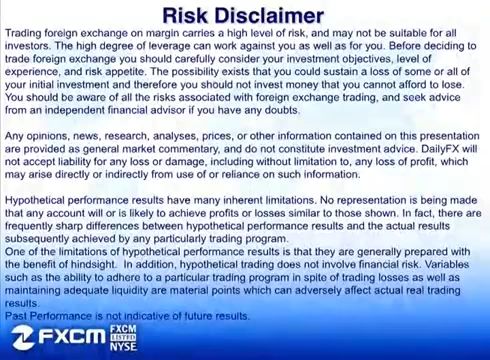 Risk Disclaimer
Trading foreign exchange on margin carries a high level of risk, and may not be suitable for all
investors. The high degree of leverage can work against you as well as for you. Before deciding to
trade foreign exchange you should carefully consider your investment objectives, level of
experience, and risk appetite. The possibility exists that you could sustain a loss of some or all of
your initial investment and therefore you should not invest money that you cannot afford to lose.
You should be aware of all the risks associated with foreign exchange trading, and seek advice
from an independent financial advisor if you have any doubts.
Any opinions, news, research, analyses, prices, or other information contained on this presentation
are provided as general market commentary, and do not constitute investment advice. DailyFX will
not accept liability for any loss or damage, including without limitation to, any loss of profit, which
may arise directly or indirectly from use of or reliance on such information.
Hypothetical performance results have many inherent limitations. No representation is being made
that any account will or is likely to achieve profits or losses similar to those shown. In fact, there are
frequently sharp differences between hypothetical performance results and the actual results
subsequently achieved by any particularly trading program.
One of the limitations of hypothetical performance results is that they are generally prepared with
the benefit of hindsight. In addition, hypothetical trading does not involve financial risk. Variables
such as the ability to adhere to a particular trading program in spite of trading losses as well as
maintaining adequate liquidity are material points which can adversely affect actual real trading
results.
Past Performance is not indicative of future results.
FXCM
FXCM
LISTED
NYSE